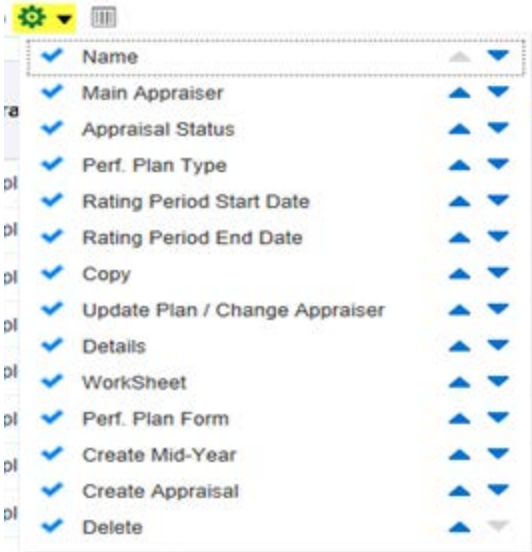 Name
Main Appraiser
Appraisal Status
Perf. Plan Type
Rating Period Start Date
Rating Period End Date
Copy
Update Plan / Change Appraiser
Details
WorkSheet
Perf. Plan Form
Create Mid-Year
Create Appraisal
Delete